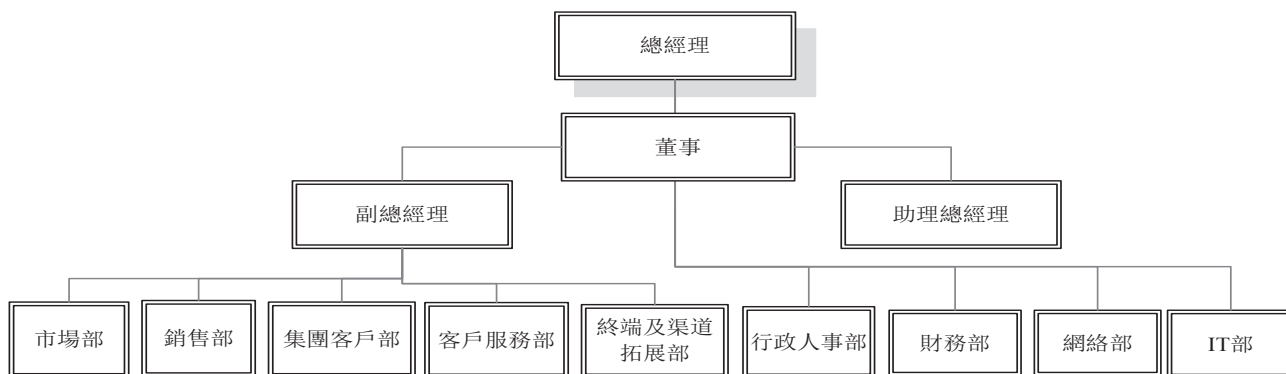 總經理
董事
副總經理
助理總經理
市場部
銷售部
集團客戶部
客戶服務部
終端及渠道
拓展部
行政人事部
財務部
網絡部
IT部